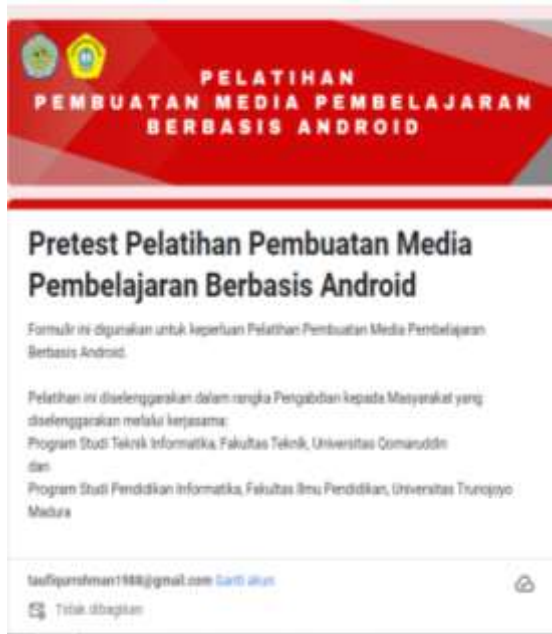 PELATIHAN
PEMBUATAN MEDIA PEMBELAJARAN
BERBASIS ANDROID
Pretest Pelatihan Pembuatan Media
Pembelajaran Berbasis Android
Formulir ini digunakan untuk keperluan Pelatihan Pembuatan Media Pembelajaran
Berbasis Android.
Pelatihan ini diselenggarakan dalam rangka Pengabdian kepada Masyarakat yang
diselenggarakan melalui kerjasama:
Program Studi Teknik Informatika, Fakultas Teknik, Universitas Qomaruddin
dan
Program Studi Pendidikan Informatika, Fakultas Ilmu Pendidikan, Universitas Trunojoyo
Madura
Ganti akun
Tidak dibagikan